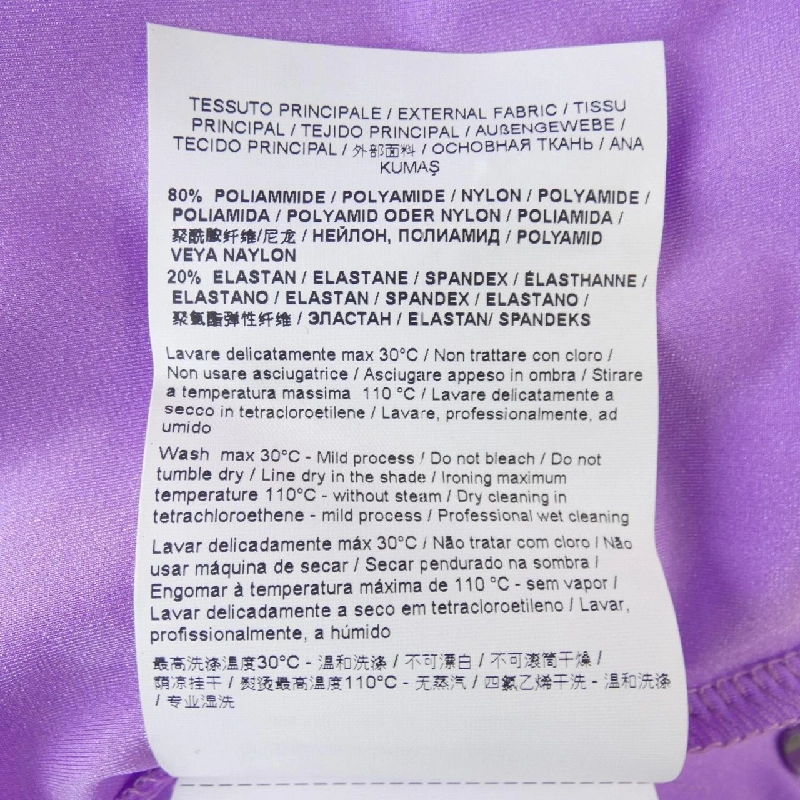 TESSUTO PRINCIPALE / EXTERNAL FABRIC / TISSU
PRINCIPAL / TEJIDO PRINCIPAL / AUßENGEWEBE /
TECIDO PRINCIPAL / 外部面料 / ОСНОВНАЯ ТКАНЬ / ANA
KUMAŞ
80% POLIAMMIDE / POLYAMIDE / NYLON / POLYAMIDE /
POLIAMIDA / POLYAMID ODER NYLON / POLIAMIDA /
聚酰胺纤维/尼龙 / НЕЙЛОН, ПОЛИАМИД / POLYAMID
VEYA NAYLON
20% ELASTAN / ELASTANE / SPANDEX / ÉLASTHANNE /
ELASTANO / ELASTAN / SPANDEX / ELASTANO /
聚氨酯弹性纤维 / ЭЛАСТАН / ELASTAN/ SPANDEKS
Lavare delicatamente max 30°C / Non trattare con cloro /
Non usare asciugatrice / Asciugare appeso in ombra / Stirare
a temperatura massima 110 °C / Lavare delicatamente a
secco in tetracloroetilene / Lavare, professionalmente, ad
umido
Wash max 30°C - Mild process / Do not bleach / Do not
tumble dry / Line dry in the shade / Ironing maximum
temperature 110°C - without steam / Dry cleaning in
tetrachloroethene - mild process / Professional wet cleaning
Lavar delicadamente máx 30°C / Não tratar com cloro / Não
usar máquina de secar / Secar pendurado na sombra /
Engomar à temperatura máxima de 110 °C - sem vapor /
Lavar delicadamente a seco em tetracloroetileno / Lavar,
profissionalmente, a húmido
最高洗涤温度30°C - 温和洗涤 / 不可漂白 / 不可滚筒干燥 /
荫凉挂干 / 熨烫最高温度110°C - 无蒸汽 / 四氯乙烯干洗 - 温和洗涤
/ 专业湿洗